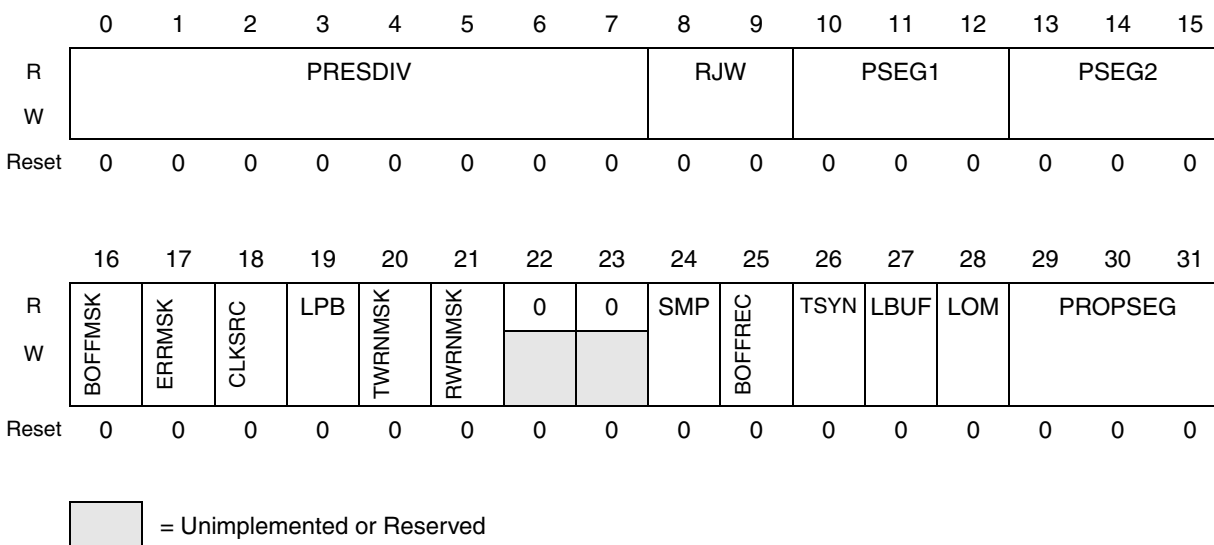 0 1 2 3 4 5 6 7 8 9 10 11 12 13 14 15
R PRESDIV RJW PSEG1 PSEG2
W
Reset 0 0 0 0 0 0 0 0 0 0 0 0 0 0 0 0
16 17 18 19 20 21 22 23 24 25 26 27 28 29 30 31
R BOFFMSK ERRMSK CLKSRC LPB TWRNMSK RWRNMSK 0 0 SMP BOFFREC TSYN LBUF LOM PROPSEG
W
Reset 0 0 0 0 0 0 0 0 0 0 0 0 0 0 0 0
= Unimplemented or Reserved